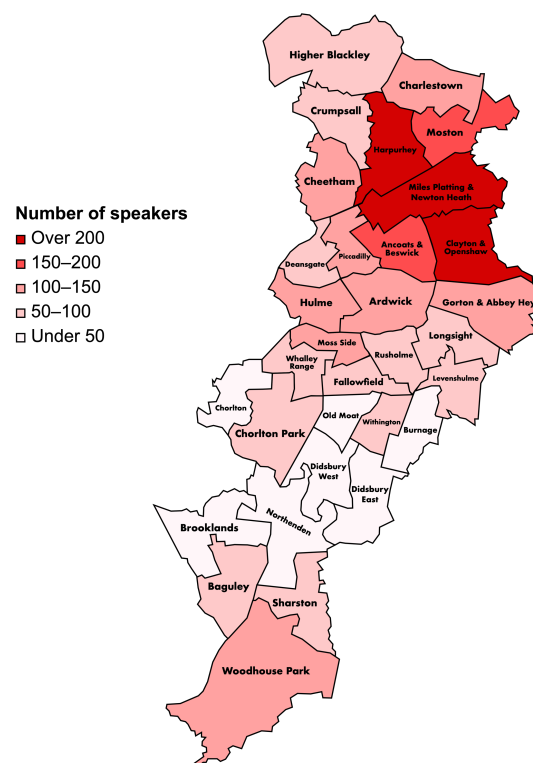 Higher Blackley
Charlestown
Crumpsall
Moston
Harpurhey
Cheetham
Miles Platting &
Newton Heath
Number of speakers
Over 200
150–200
100–150
50–100
Under 50
Ancoats &
Beswick
Clayton &
Openshaw
Piccadilly
Deansgate
Hulme
Ardwick
Gorton & Abbey Hey
Longsight
Moss Side
Rusholme
Whalley
Range
Fallowfield
Levenshulme
Chorlton
Old Moat
Withington
Burnage
Chorlton Park
Didsbury
West
Didsbury
East
Northenden
Brooklands
Baguley
Sharston
Woodhouse Park